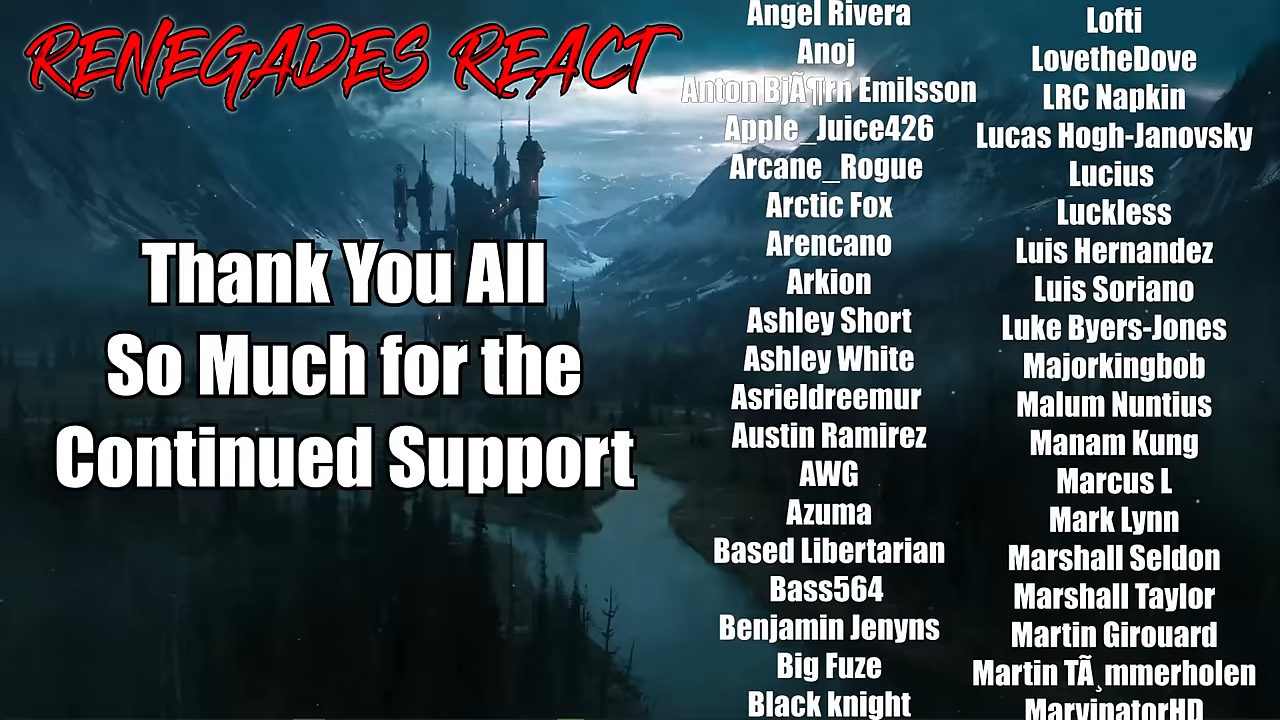 RENEGADES REACT
Thank You All
So Much for the
Continued Support
Angel Rivera
Anoj
Anton BjÃ¶rn Emilsson
Apple_Juice426
Arcane_Rogue
Arctic Fox
Arencano
Arkion
Ashley Short
Ashley White
Asrieldreemur
Austin Ramirez
AWG
Azuma
Based Libertarian
Bass564
Benjamin Jenyns
Big Fuze
Black knight
Lofti
LovetheDove
LRC Napkin
Lucas Hogh-Janovsky
Lucius
Luckless
Luis Hernandez
Luis Soriano
Luke Byers-Jones
Majorkingbob
Malum Nuntius
Manam Kung
Marcus L
Mark Lynn
Marshall Seldon
Marshall Taylor
Martin Girouard
Martin TÃ¸mmerholen
MarvinatorHD